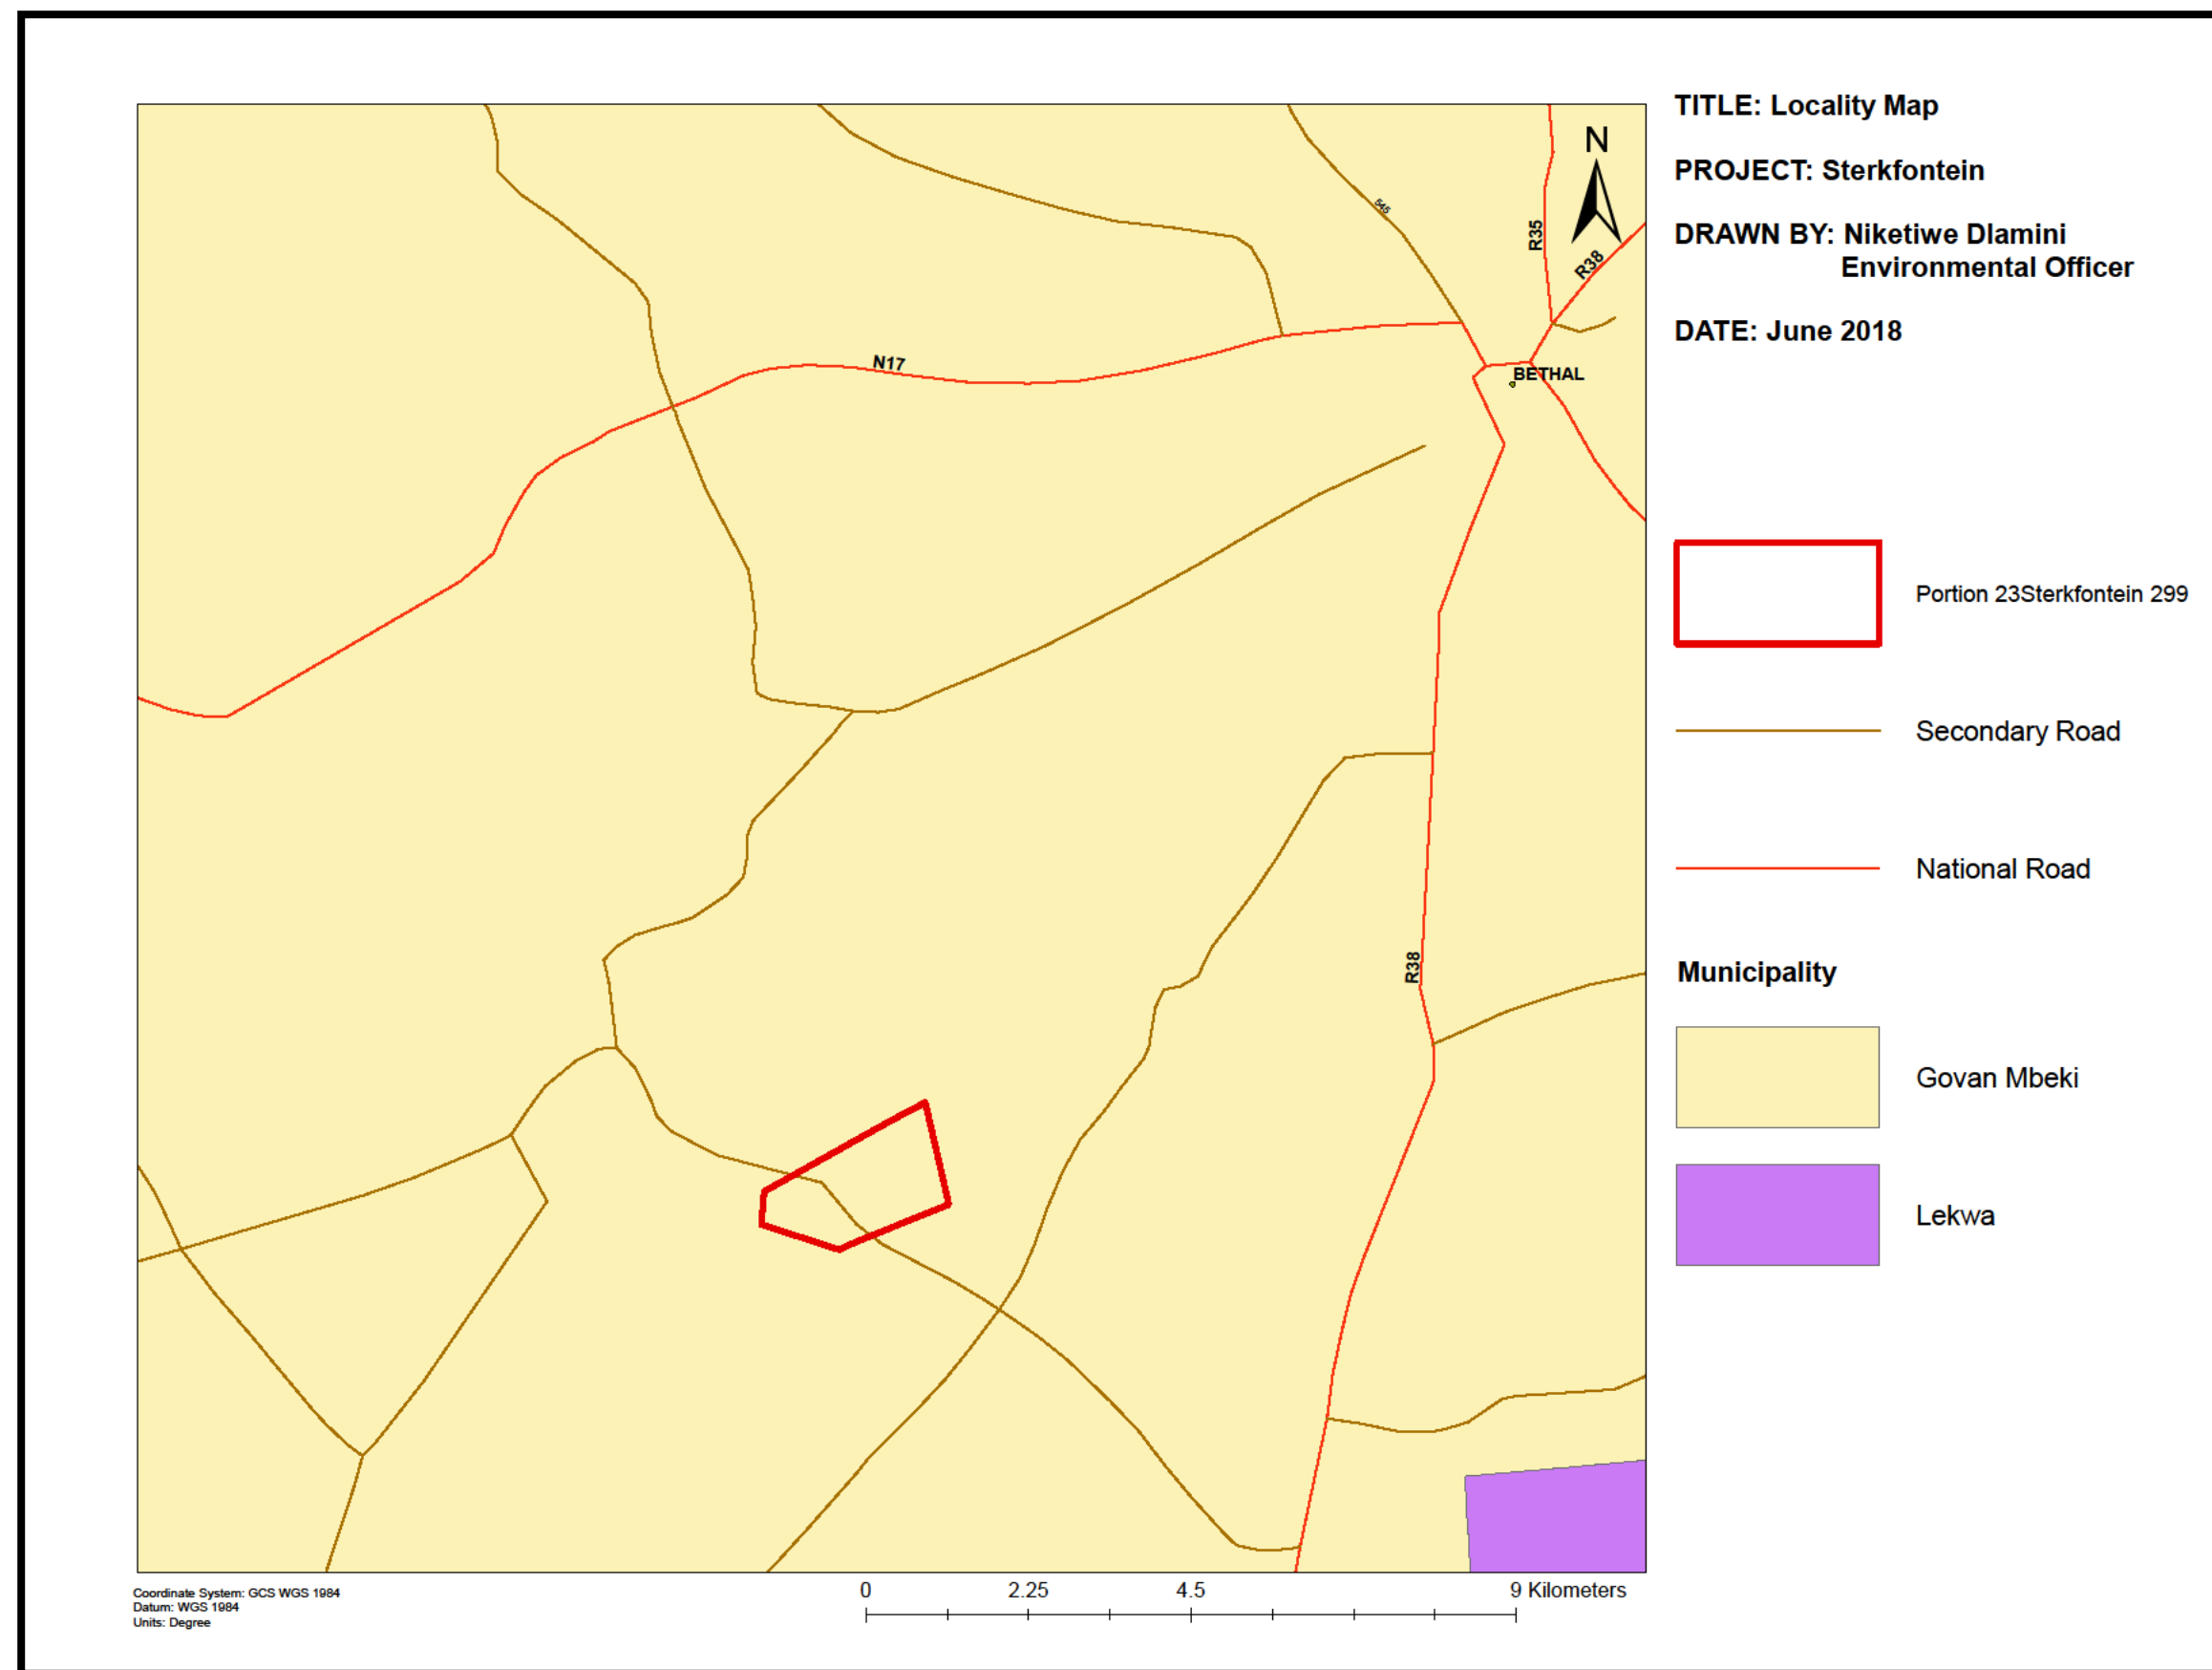 TITLE: Locality Map
PROJECT: Sterkfontein
DRAWN BY: Niketiwe Dlamini
Environmental Officer
DATE: June 2018
N
545
R35
R38
N17
BETHAL
R38
Portion 23Sterkfontein 299
Secondary Road
National Road
Municipality
Govan Mbeki
Lekwa
Coordinate System: GCS WGS 1984
Datum: WGS 1984
Units: Degree
0 2.25 4.5 9 Kilometers